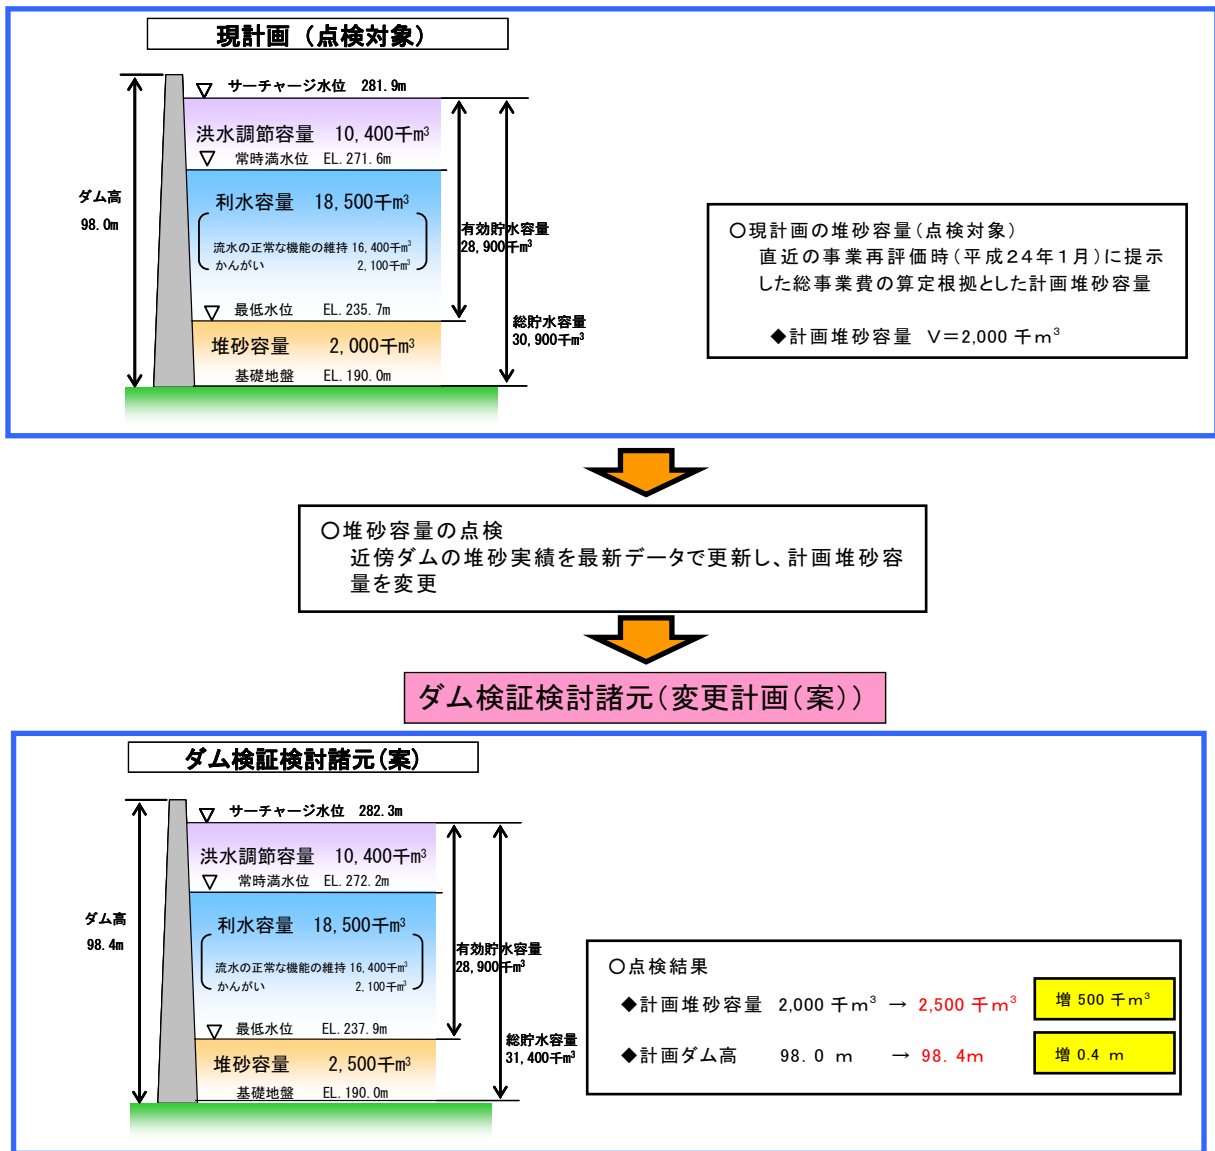 現計画（点検対象）
サーチャージ水位 281.9m
洪水調節容量 10,400千m³
常時満水位 EL.271.6m
ダム高
98.0m
利水容量 18,500千m³
流水の正常な機能の維持 16,400千m³
かんがい 2,100千m³
有効貯水容量
28,900千m³
最低水位 EL.235.7m
総貯水容量
30,900千m³
堆砂容量 2,000千m³
基礎地盤 EL.190.0m
○現計画の堆砂容量（点検対象）
直近の事業再評価時（平成２４年１月）に提示
した総事業費の算定根拠とした計画堆砂容量
◆計画堆砂容量 V＝2,000 千m³
○堆砂容量の点検
近傍ダムの堆砂実績を最新データで更新し、計画堆砂容
量を変更
ダム検証検討諸元（変更計画（案））
ダム検証検討諸元（案）
サーチャージ水位 282.3m
洪水調節容量 10,400千m³
常時満水位 EL.272.2m
ダム高
98.4m
利水容量 18,500千m³
流水の正常な機能の維持 16,400千m³
かんがい 2,100千m³
有効貯水容量
28,900千m³
最低水位 EL.237.9m
総貯水容量
31,400千m³
堆砂容量 2,500千m³
基礎地盤 EL.190.0m
○点検結果
◆計画堆砂容量 2,000 千m³ → 2,500 千m³ 増 500 千m³
◆計画ダム高 98.0 m → 98.4m 増 0.4 m